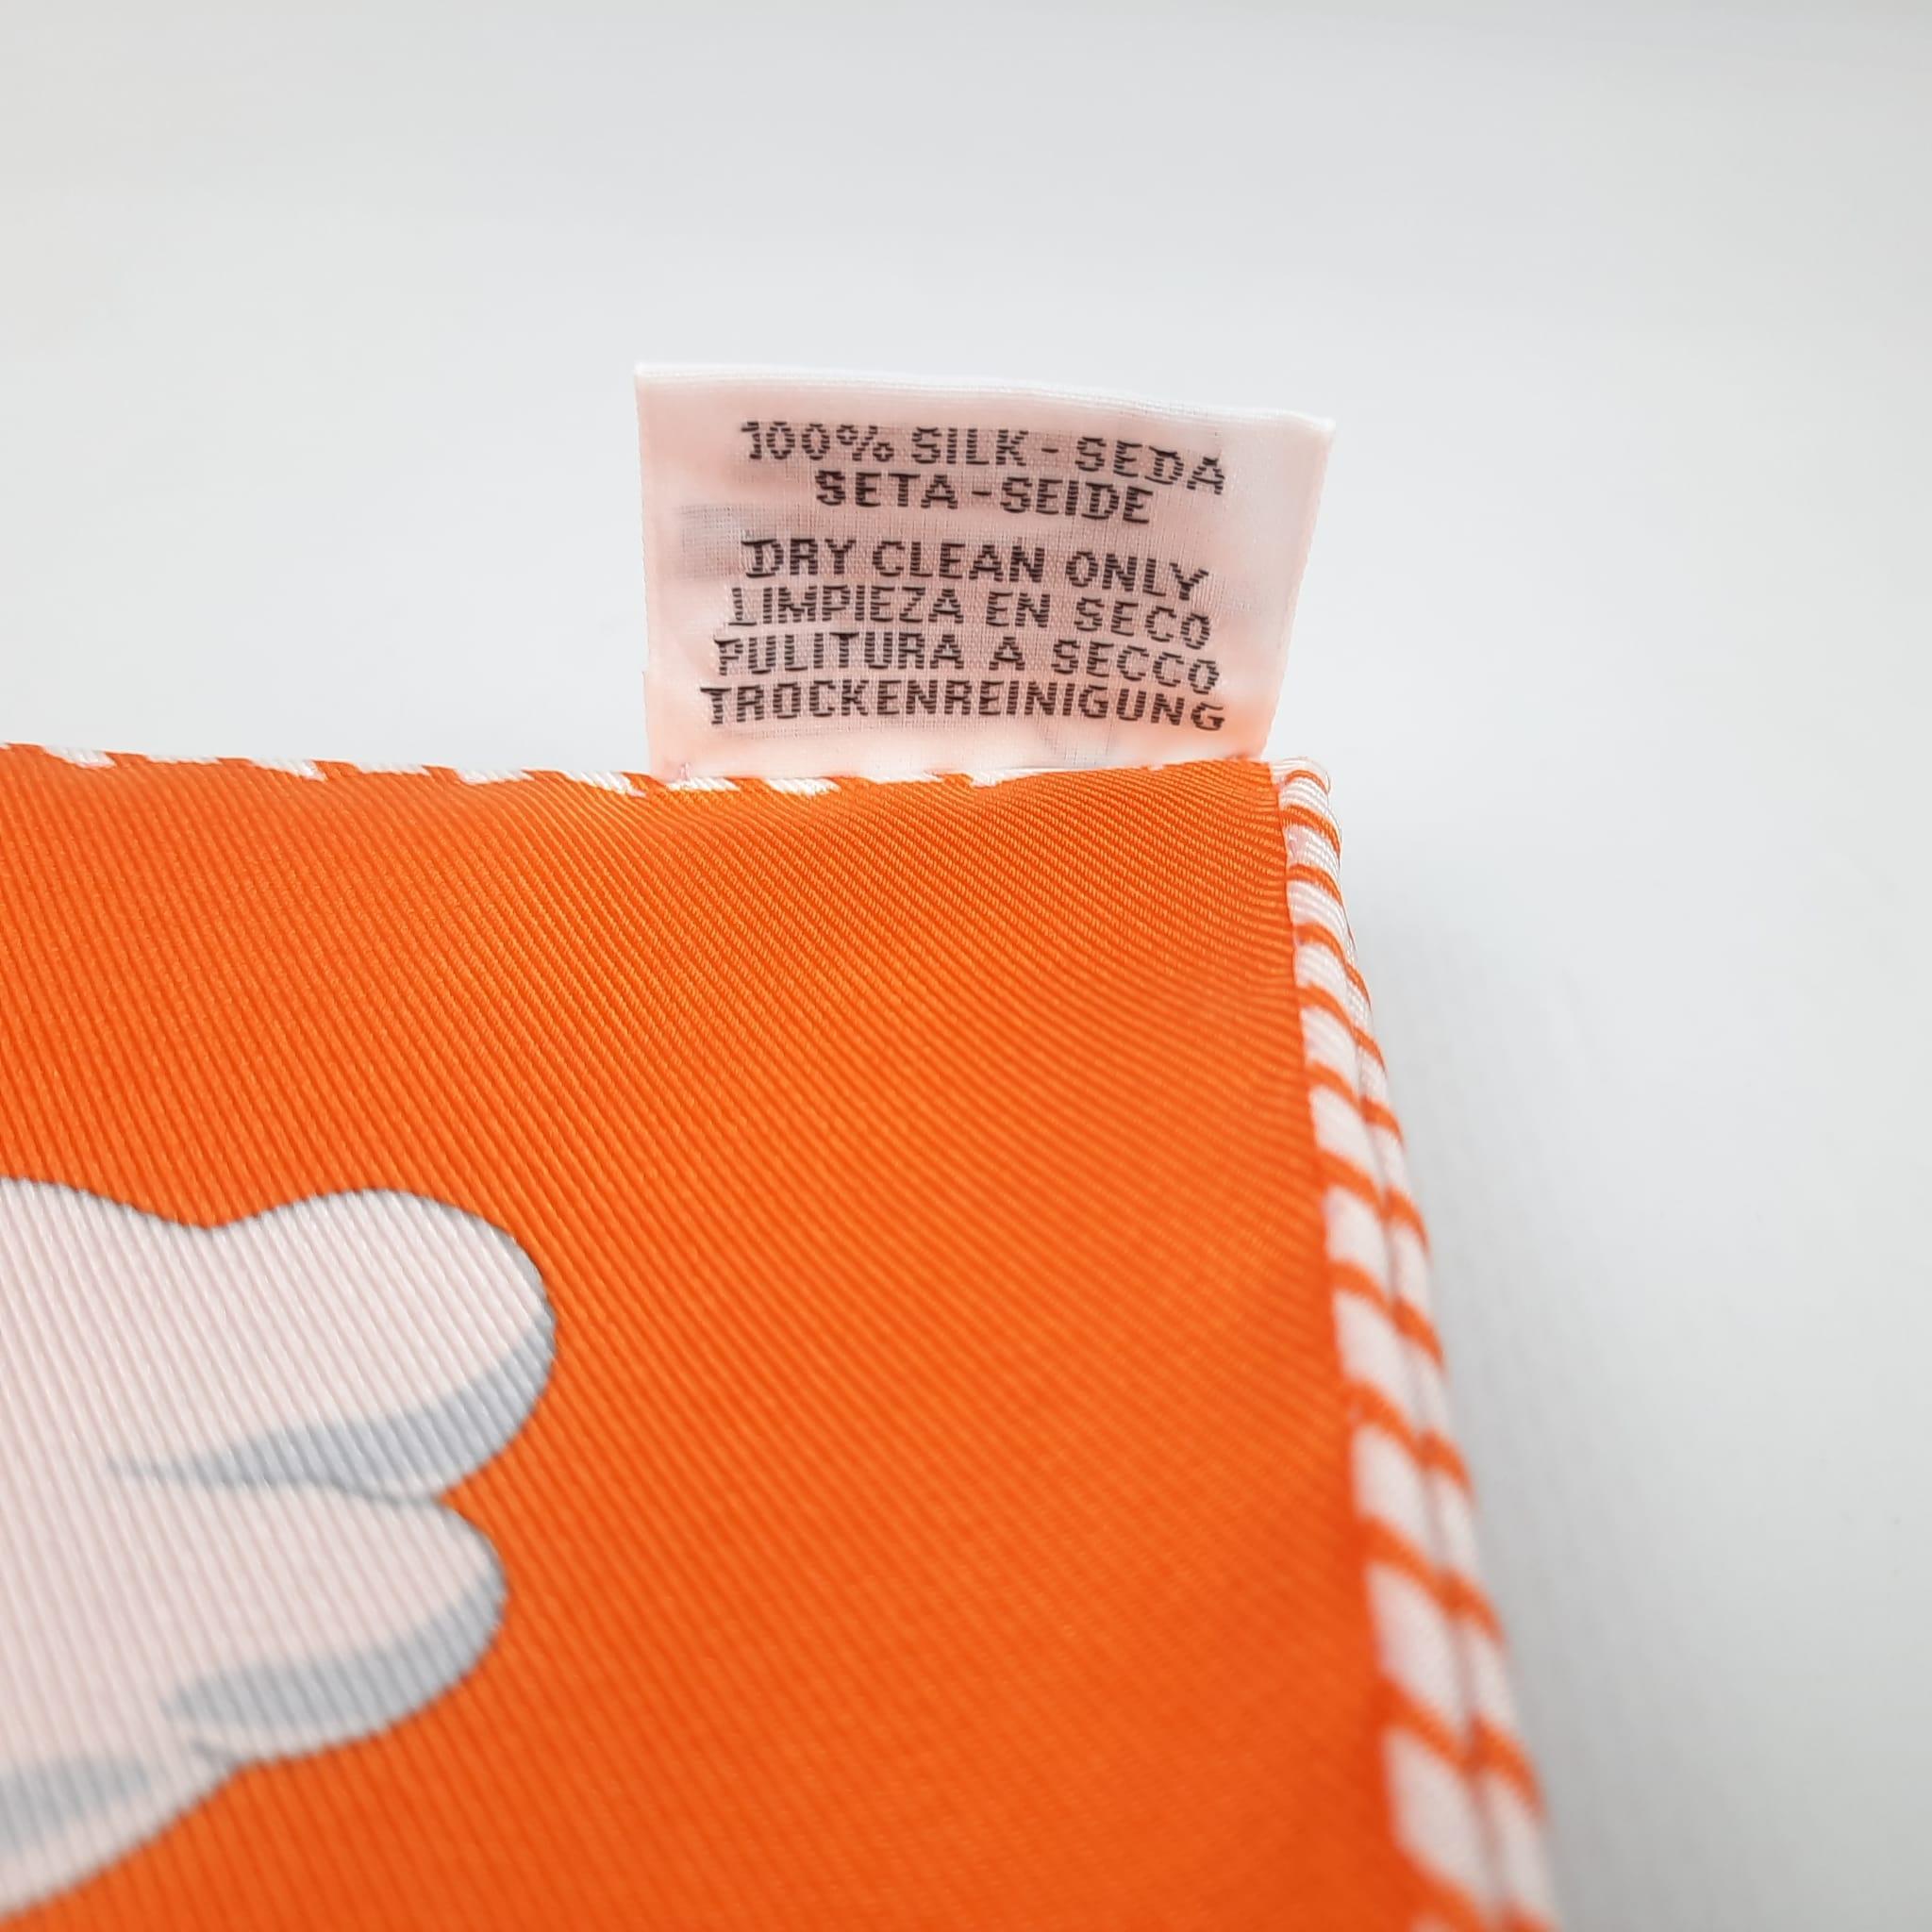 100% SILK - SEDA
SETA - SEIDE
DRY CLEAN ONLY
LIMPIEZA EN SECO
PULITURA A SECCO
TROCKENREINIGUNG